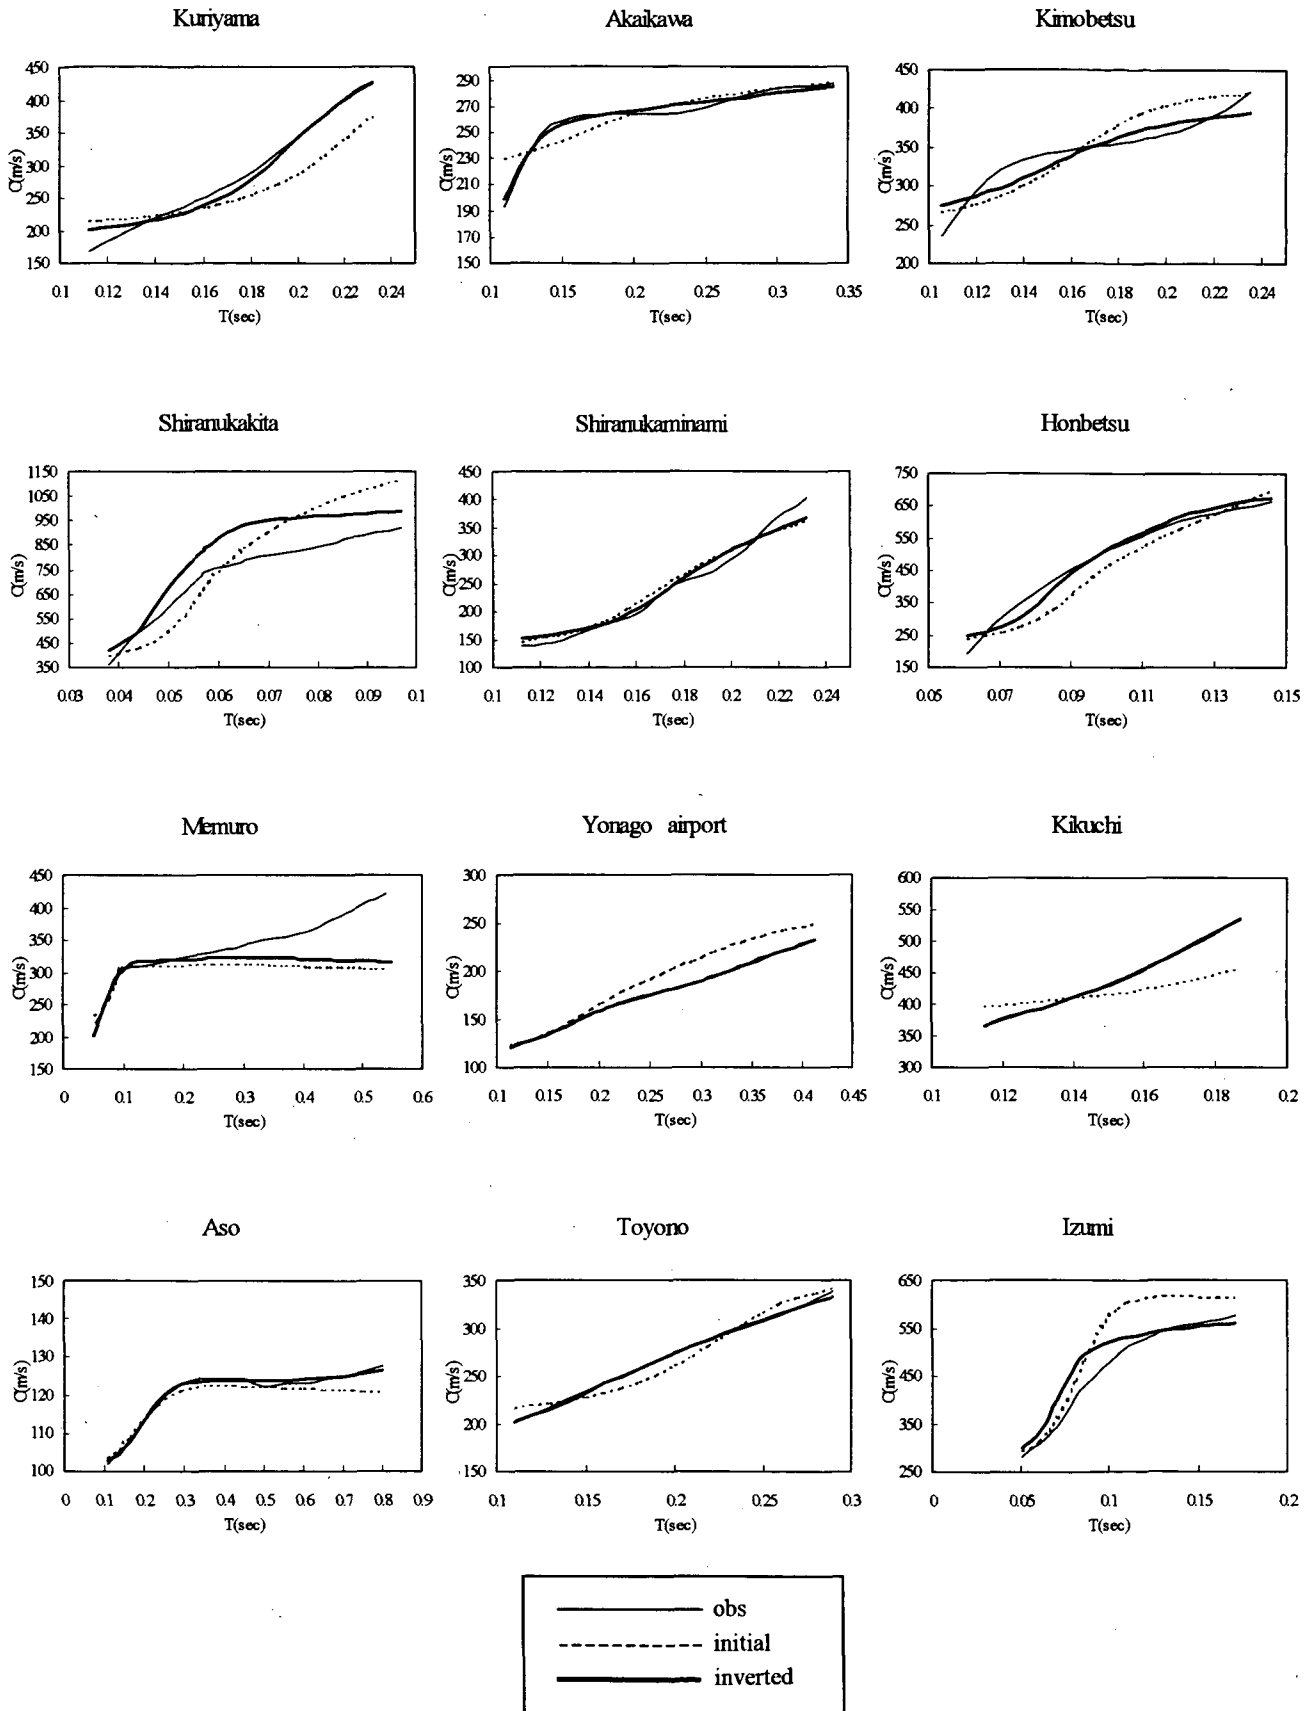 Kuriyama
Akaikawa
Kimobetsu
450
400
350
300
250
200
150
C(m/s)
0.1 0.12 0.14 0.16 0.18 0.2 0.22 0.24
T(sec)
290
270
250
230
210
190
170
150
C(m/s)
0.1 0.15 0.2 0.25 0.3 0.35
T(sec)
450
400
350
300
250
200
C(m/s)
0.1 0.12 0.14 0.16 0.18 0.2 0.22 0.24
T(sec)
Shiranukakita
Shiranukaminami
Honbetsu
1150
1050
950
850
750
650
550
450
350
C(m/s)
0.03 0.04 0.05 0.06 0.07 0.08 0.09 0.1
T(sec)
450
400
350
300
250
200
150
100
C(m/s)
0.1 0.12 0.14 0.16 0.18 0.2 0.22 0.24
T(sec)
750
650
550
450
350
250
150
C(m/s)
0.05 0.07 0.09 0.11 0.13 0.15
T(sec)
Memuro
Yonago airport
Kikuchi
450
400
350
300
250
200
150
C(m/s)
0 0.1 0.2 0.3 0.4 0.5 0.6
T(sec)
300
250
200
150
100
C(m/s)
0.1 0.15 0.2 0.25 0.3 0.35 0.4 0.45
T(sec)
600
550
500
450
400
350
300
C(m/s)
0.1 0.12 0.14 0.16 0.18 0.2
T(sec)
Aso
Toyono
Izumi
150
140
130
120
110
100
C(m/s)
0 0.1 0.2 0.3 0.4 0.5 0.6 0.7 0.8 0.9
T(sec)
350
300
250
200
150
C(m/s)
0.1 0.15 0.2 0.25 0.3
T(sec)
650
550
450
350
250
C(m/s)
0 0.05 0.1 0.15 0.2
T(sec)
obs
initial
inverted